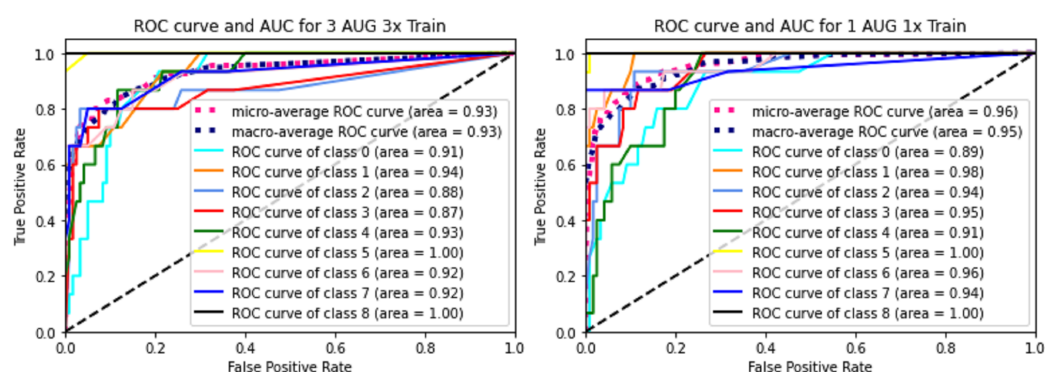 ROC curve and AUC for 3 AUG 3x Train
1.0
0.8
0.6
0.4
0.2
0.0
True Positive Rate
micro-average ROC curve (area = 0.93)
macro-average ROC curve (area = 0.93)
ROC curve of class 0 (area = 0.91)
ROC curve of class 1 (area = 0.94)
ROC curve of class 2 (area = 0.88)
ROC curve of class 3 (area = 0.87)
ROC curve of class 4 (area = 0.93)
ROC curve of class 5 (area = 1.00)
ROC curve of class 6 (area = 0.92)
ROC curve of class 7 (area = 0.92)
ROC curve of class 8 (area = 1.00)
0.0 0.2 0.4 0.6 0.8 1.0
False Positive Rate
ROC curve and AUC for 1 AUG 1x Train
1.0
0.8
0.6
0.4
0.2
0.0
True Positive Rate
micro-average ROC curve (area = 0.96)
macro-average ROC curve (area = 0.95)
ROC curve of class 0 (area = 0.89)
ROC curve of class 1 (area = 0.98)
ROC curve of class 2 (area = 0.94)
ROC curve of class 3 (area = 0.95)
ROC curve of class 4 (area = 0.91)
ROC curve of class 5 (area = 1.00)
ROC curve of class 6 (area = 0.96)
ROC curve of class 7 (area = 0.94)
ROC curve of class 8 (area = 1.00)
0.0 0.2 0.4 0.6 0.8 1.0
False Positive Rate